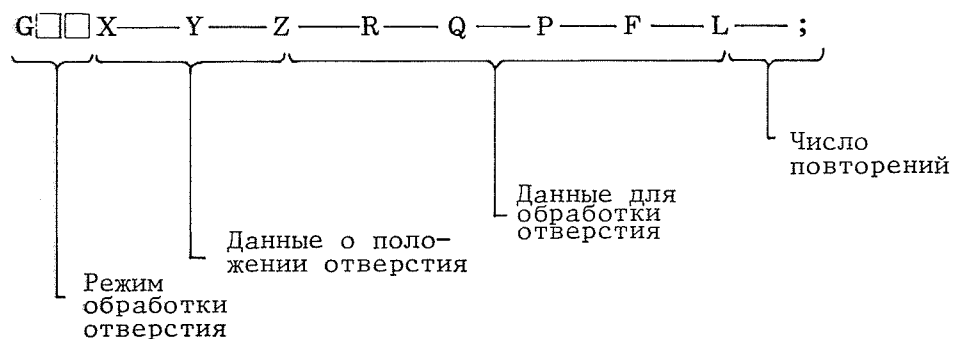 G□□X——Y——Z——R——Q——P——F——L——;
Число
повторений
Данные для
обработки
отверстия
Данные о поло-
жении отверстия
Режим
обработки
отверстия